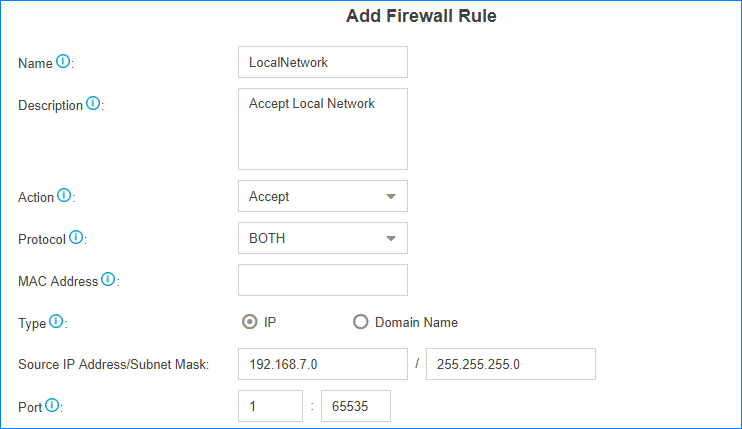 Add Firewall Rule
Name ⓘ: LocalNetwork
Description ⓘ: Accept Local Network
Action ⓘ: Accept
Protocol ⓘ: BOTH
MAC Address ⓘ:
Type ⓘ: IP Domain Name
Source IP Address/Subnet Mask: 192.168.7.0 / 255.255.255.0
Port ⓘ: 1 : 65535